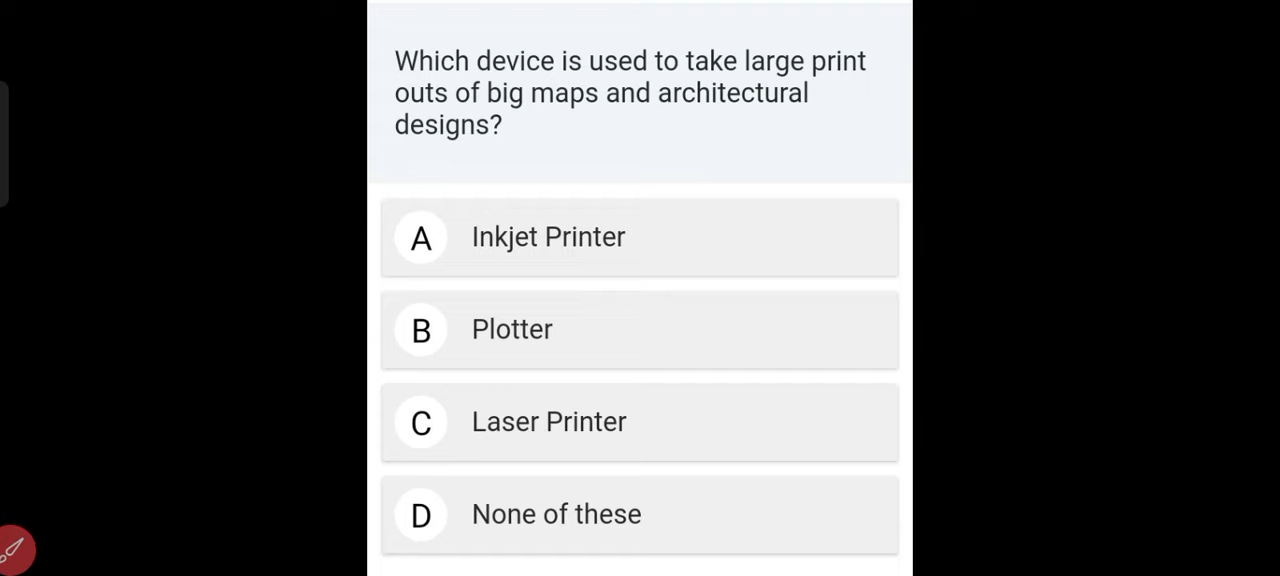 Which device is used to take large print
outs of big maps and architectural
designs?
A Inkjet Printer
B Plotter
C Laser Printer
D None of these